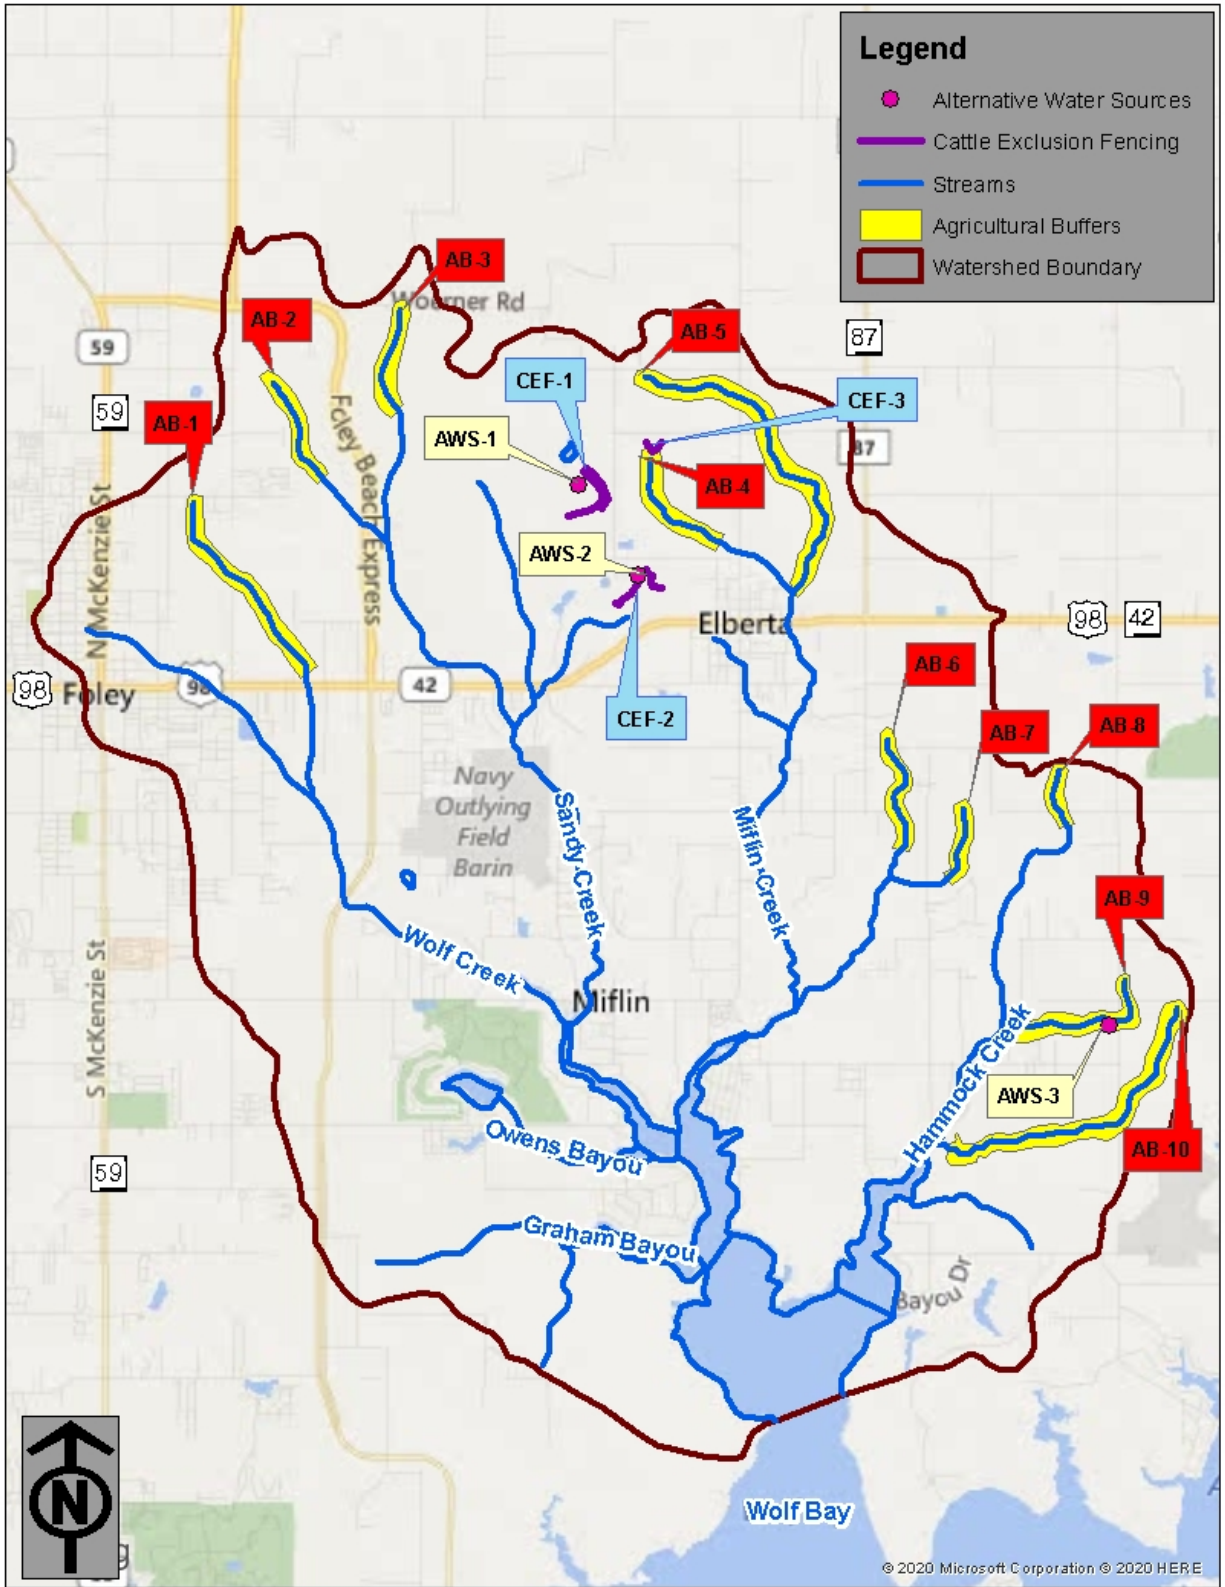 Legend
Alternative Water Sources
Cattle Exclusion Fencing
Streams
Agricultural Buffers
Watershed Boundary
AB-3
Woerner Rd
AB-2
AB-5
87
59
CEF-1
CEF-3
59
AB-1
AWS-1
87
AB-4
Foley Beach Express
N McKenzie St
AWS-2
Elberta
98
42
AB-6
98
Foley
98
42
CEF-2
AB-7
AB-8
Navy
Outlying
Field
Barin
Sandy Creek
Miflin Creek
AB-9
Wolf Creek
Miflin
S McKenzie St
Hammock Creek
AWS-3
Owens Bayou
AB-10
59
Graham Bayou
Bayou Dr
N
Wolf Bay
© 2020 Microsoft Corporation © 2020 HERE